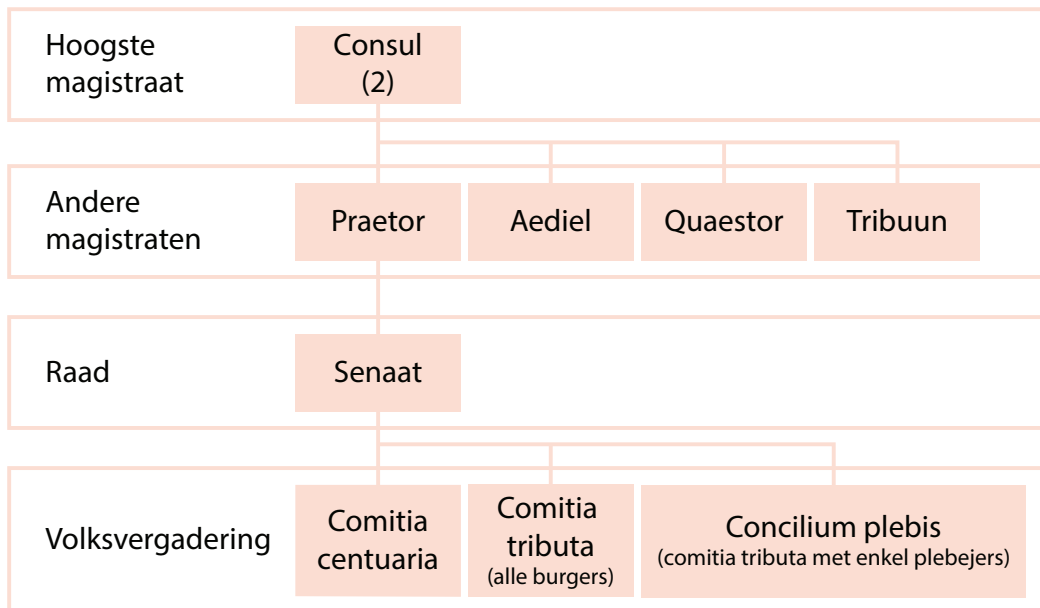 Hoogste
magistraat
Consul
(2)
Andere
magistraten
Praetor
Aediel
Quaestor
Tribuun
Raad
Senaat
Volksvergadering
Comitia
centuaria
Comitia
tributa
(alle burgers)
Concilium plebis
(comitia tributa met enkel plebejers)